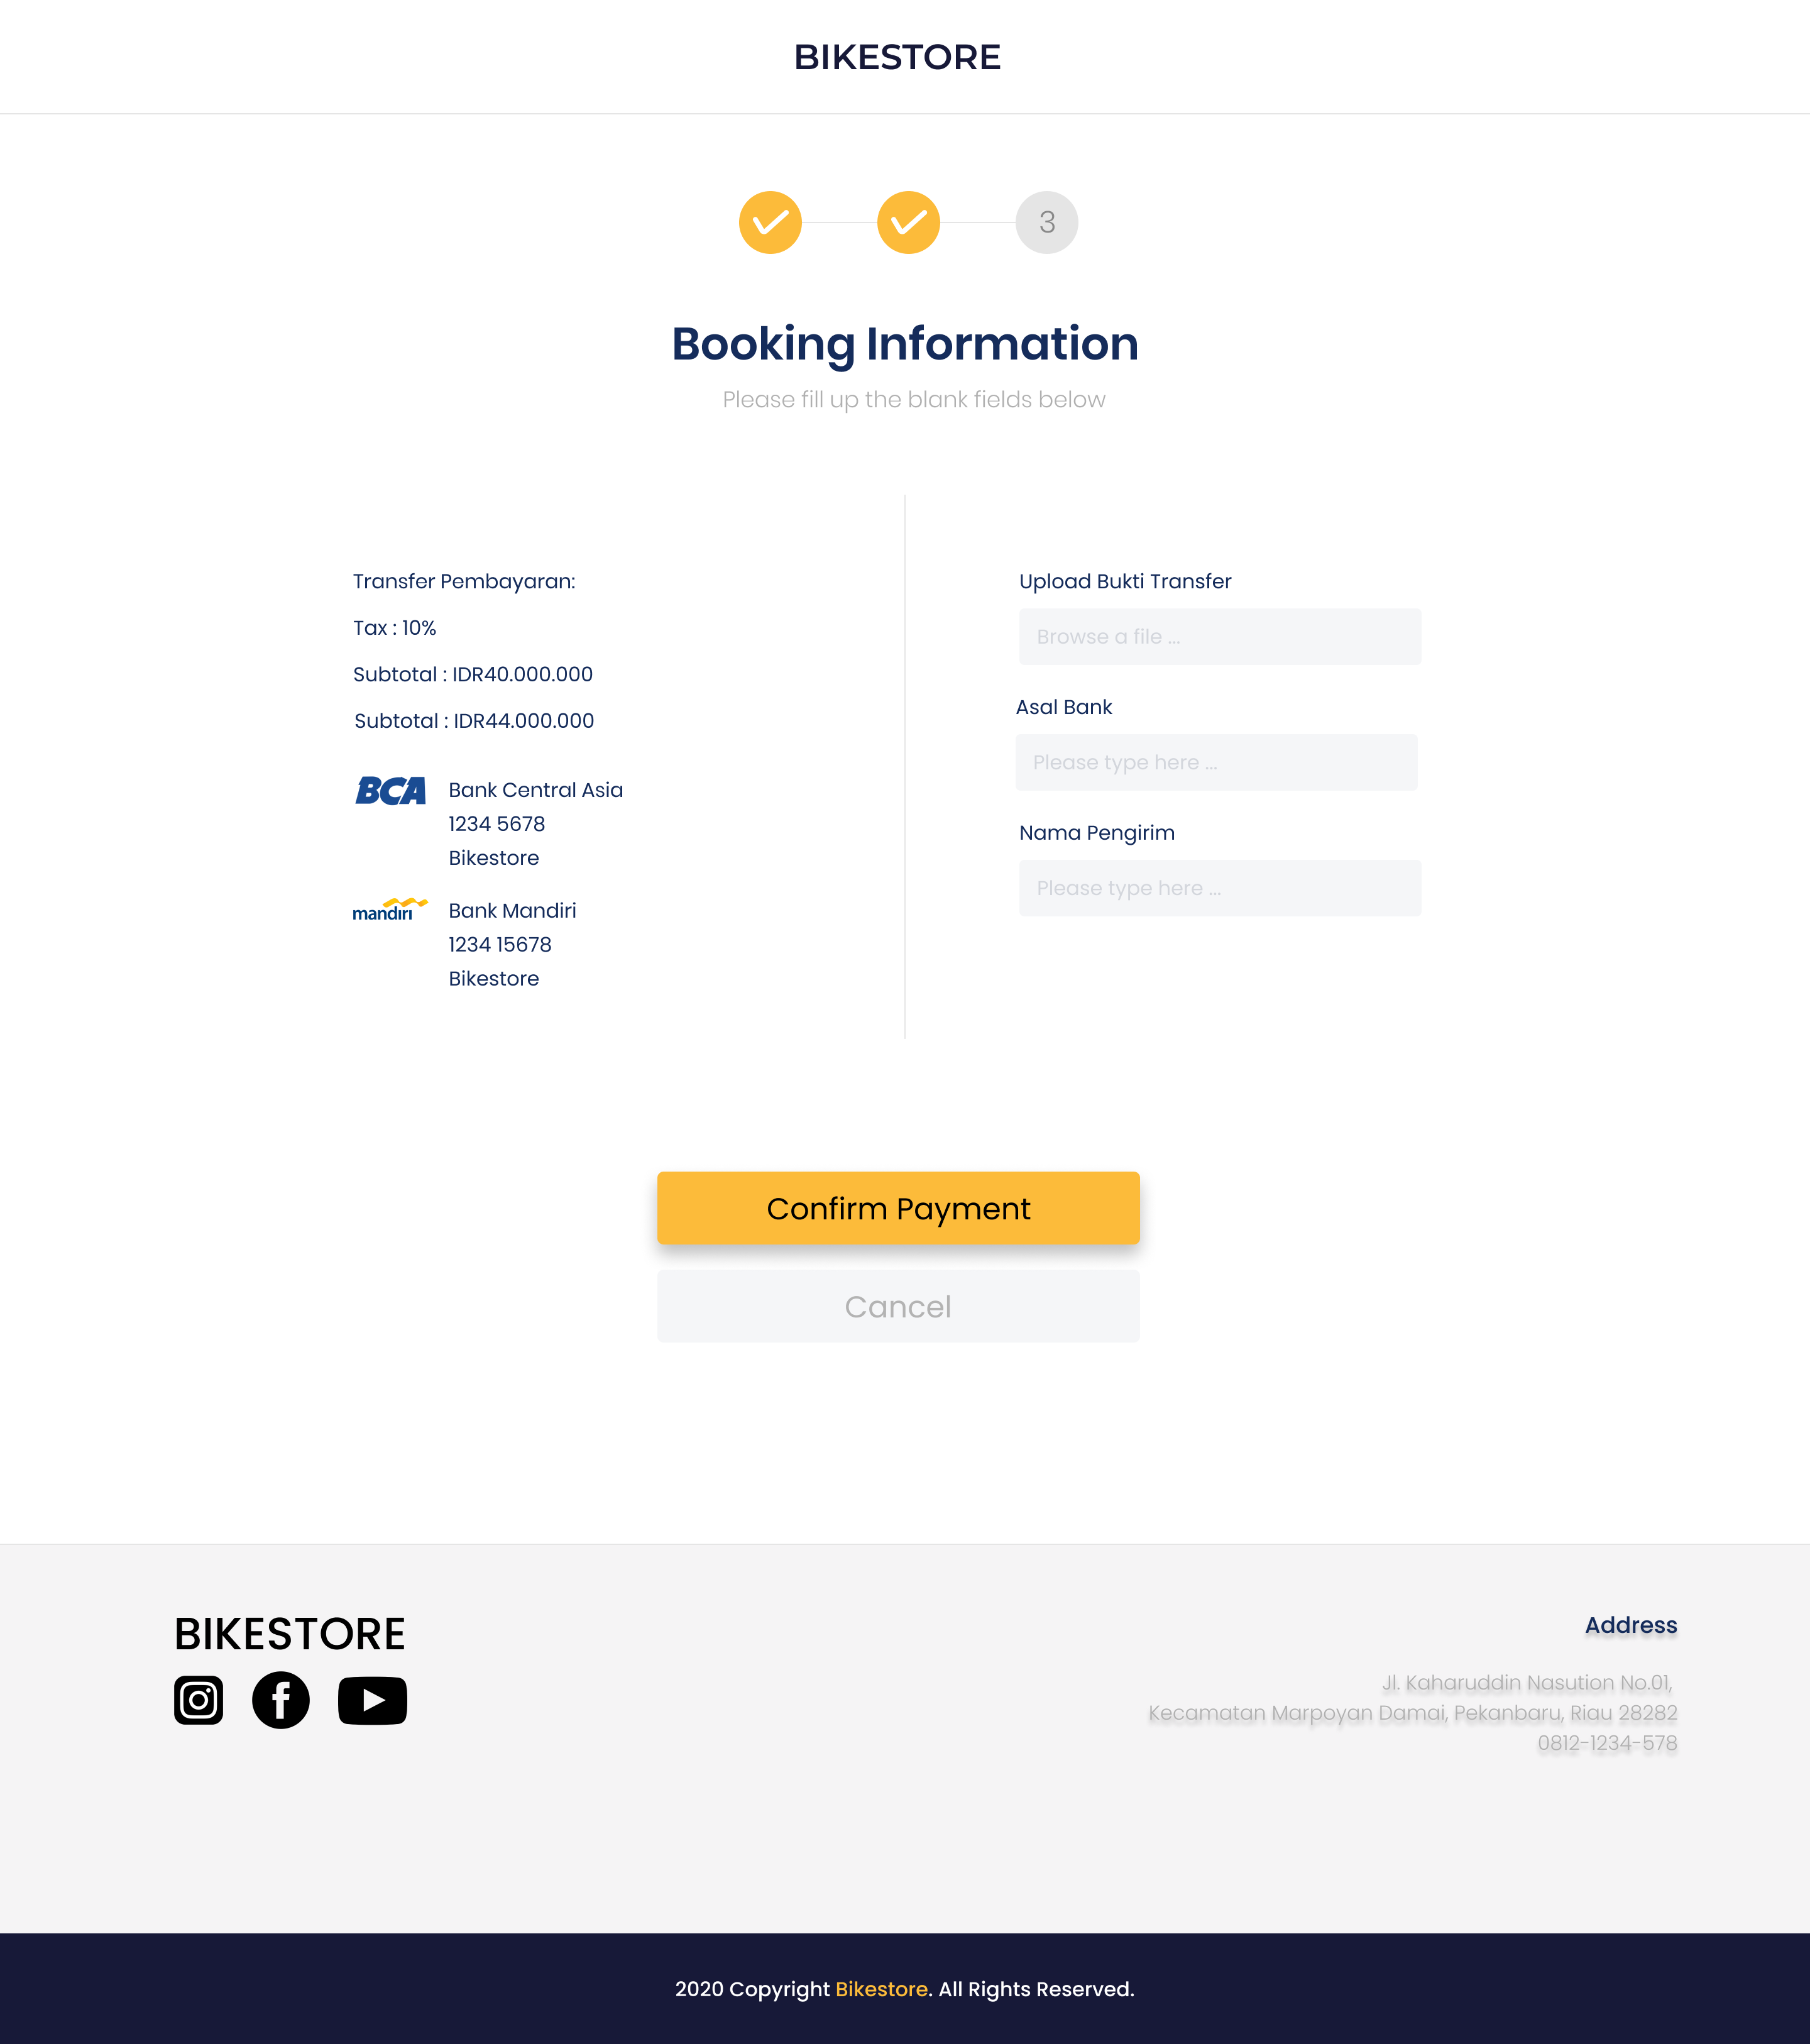 BIKESTORE
3
Booking Information
Please fill up the blank fields below
Transfer Pembayaran:
Tax : 10%
Subtotal : IDR40.000.000
Subtotal : IDR44.000.000
BCA
Bank Central Asia
1234 5678
Bikestore
mandiri
Bank Mandiri
1234 15678
Bikestore
Upload Bukti Transfer
Browse a file ...
Asal Bank
Please type here ...
Nama Pengirim
Please type here ...
Confirm Payment
Cancel
BIKESTORE
Address
Jl. Kaharuddin Nasution No.01,
Kecamatan Marpoyan Damai, Pekanbaru, Riau 28282
0812-1234-578
2020 Copyright Bikestore. All Rights Reserved.